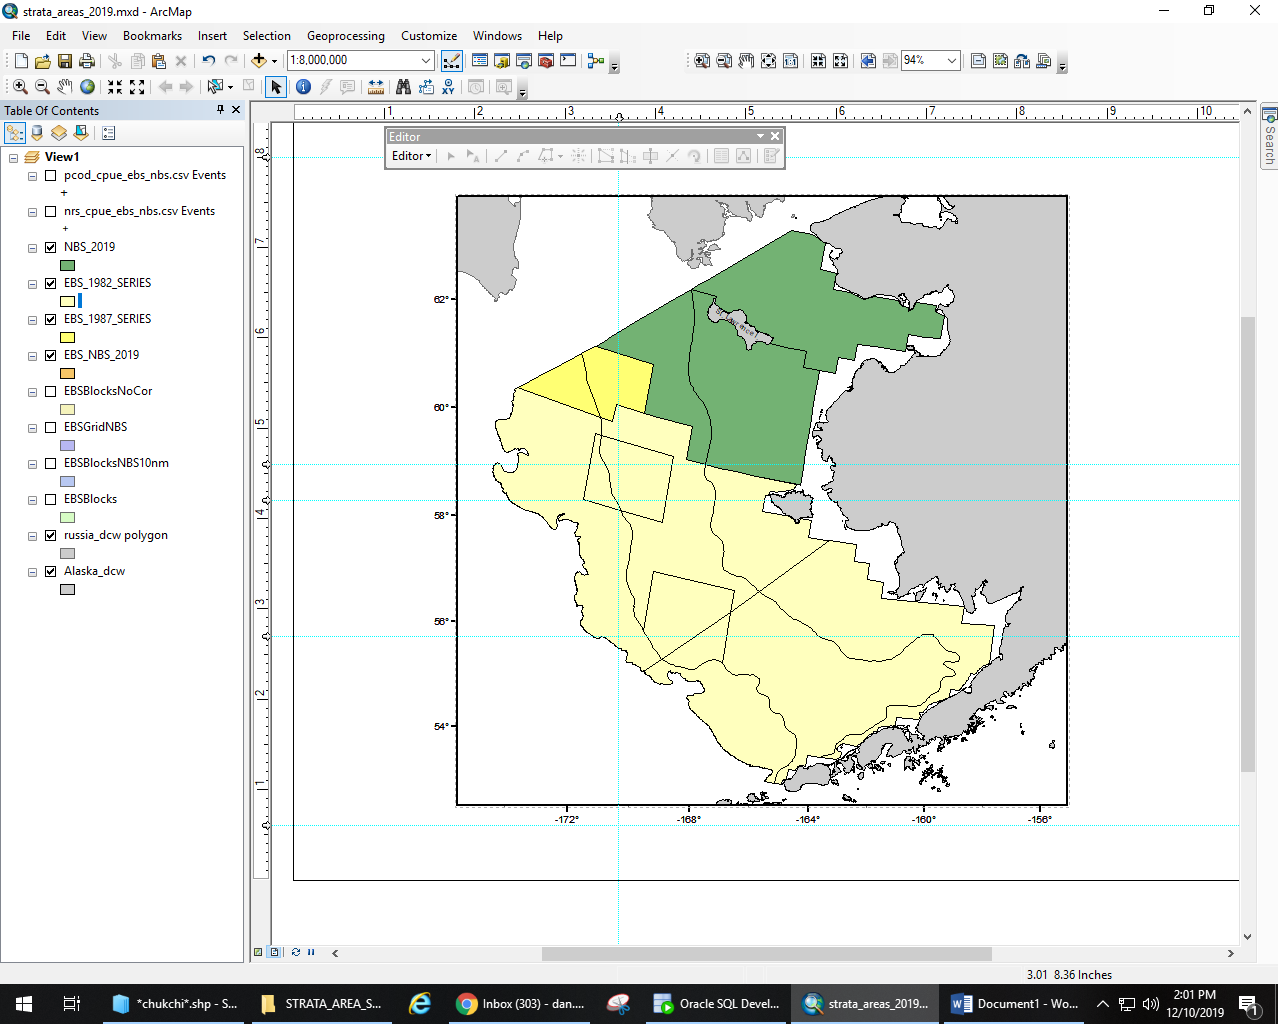 strata_areas_2019.mxd - ArcMap
File Edit View Bookmarks Insert Selection Geoprocessing Customize Windows Help
1:8,000,000
94%
Table Of Contents
View1
pcod_cpue_ebs_nbs.csv Events
nrs_cpue_ebs_nbs.csv Events
NBS_2019
EBS_1982_SERIES
EBS_1987_SERIES
EBS_NBS_2019
EBSBlocksNoCor
EBSGridNBS
EBSBlocksNBS10nm
EBSBlocks
russia_dcw polygon
Alaska_dcw
1 2 3 4 5 6 7 8 9 10
8
7
6
5
4
3
2
1
Editor
Editor
Search
62°
60°
58°
56°
54°
-172° -168° -164° -160° -156°
3.01 8.36 Inches
*chukchi*.shp - S...
STRATA_AREA_S...
Inbox (303) - dan....
Oracle SQL Devel...
strata_areas_2019...
Document1 - Wo...
2:01 PM
12/10/2019
1